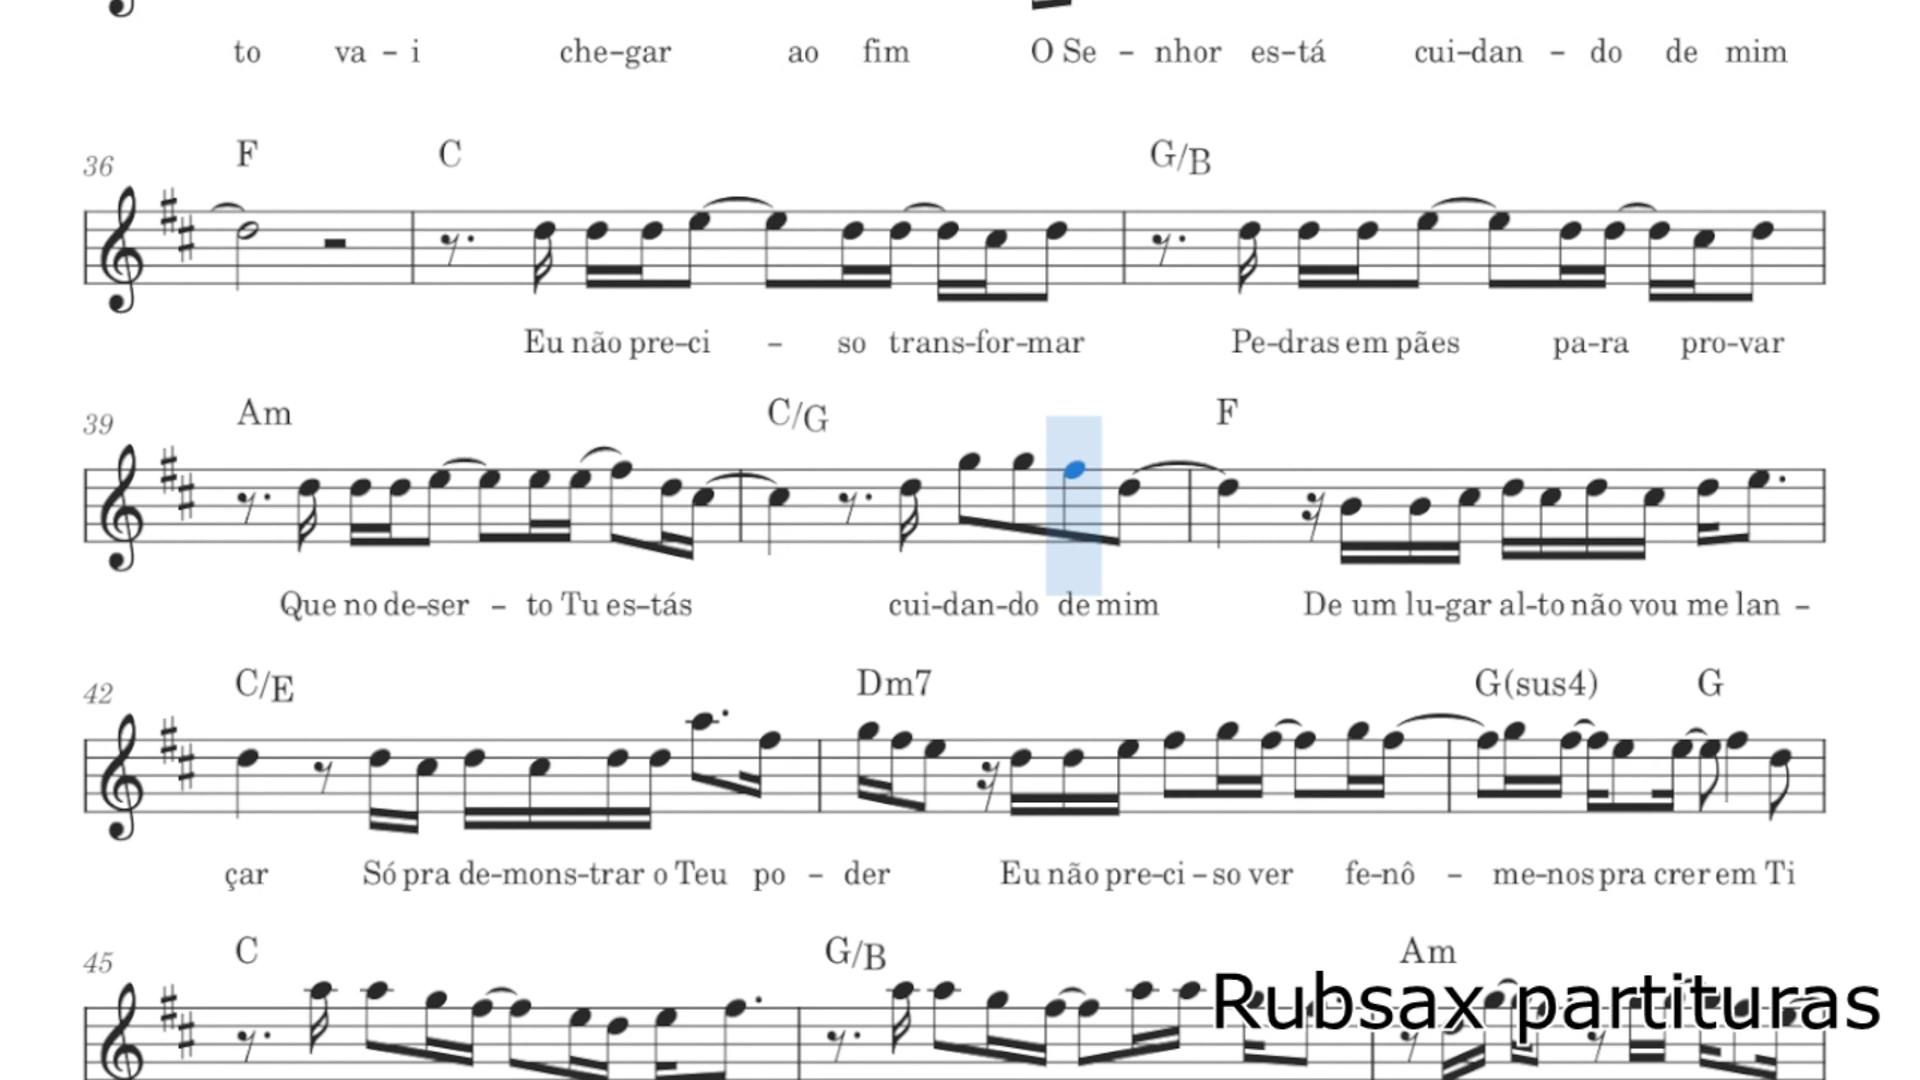 to va - i che-gar ao fim O Se - nhor es-tá cui-dan - do de mim
36 F C G/B
Eu não pre-ci - so trans-for-mar Pe-dras em pães pa-ra pro-var
39 Am C/G F
Que no de-ser - to Tu es-tás cui-dan-do de mim De um lu-gar al-to não vou me lan -
42 C/E Dm7 G(sus4) G
çar Só pra de-mons-trar o Teu po - der Eu não pre-ci - so ver fe-nô - me-nos pra crer em Ti
45 C G/B Am
Rubsax partituras